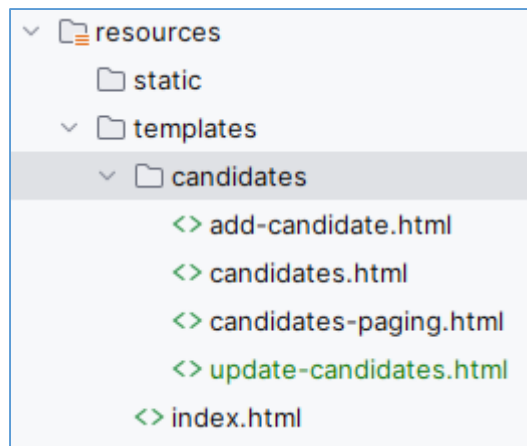 resources
static
templates
candidates
<> add-candidate.html
<> candidates.html
<> candidates-paging.html
<> update-candidates.html
<> index.html